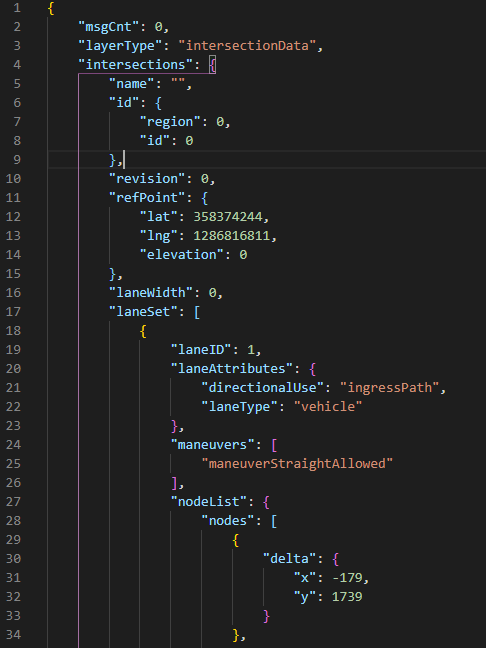 1 {
2 "msgCnt": 0,
3 "layerType": "intersectionData",
4 "intersections": {
5 "name": "",
6 "id": {
7 "region": 0,
8 "id": 0
9 },
10 "revision": 0,
11 "refPoint": {
12 "lat": 358374244,
13 "lng": 1286816811,
14 "elevation": 0
15 },
16 "laneWidth": 0,
17 "laneSet": [
18 {
19 "laneID": 1,
20 "laneAttributes": {
21 "directionalUse": "ingressPath",
22 "laneType": "vehicle"
23 },
24 "maneuvers": [
25 "maneuverStraightAllowed"
26 ],
27 "nodeList": {
28 "nodes": [
29 {
30 "delta": {
31 "x": -179,
32 "y": 1739
33 }
34 },